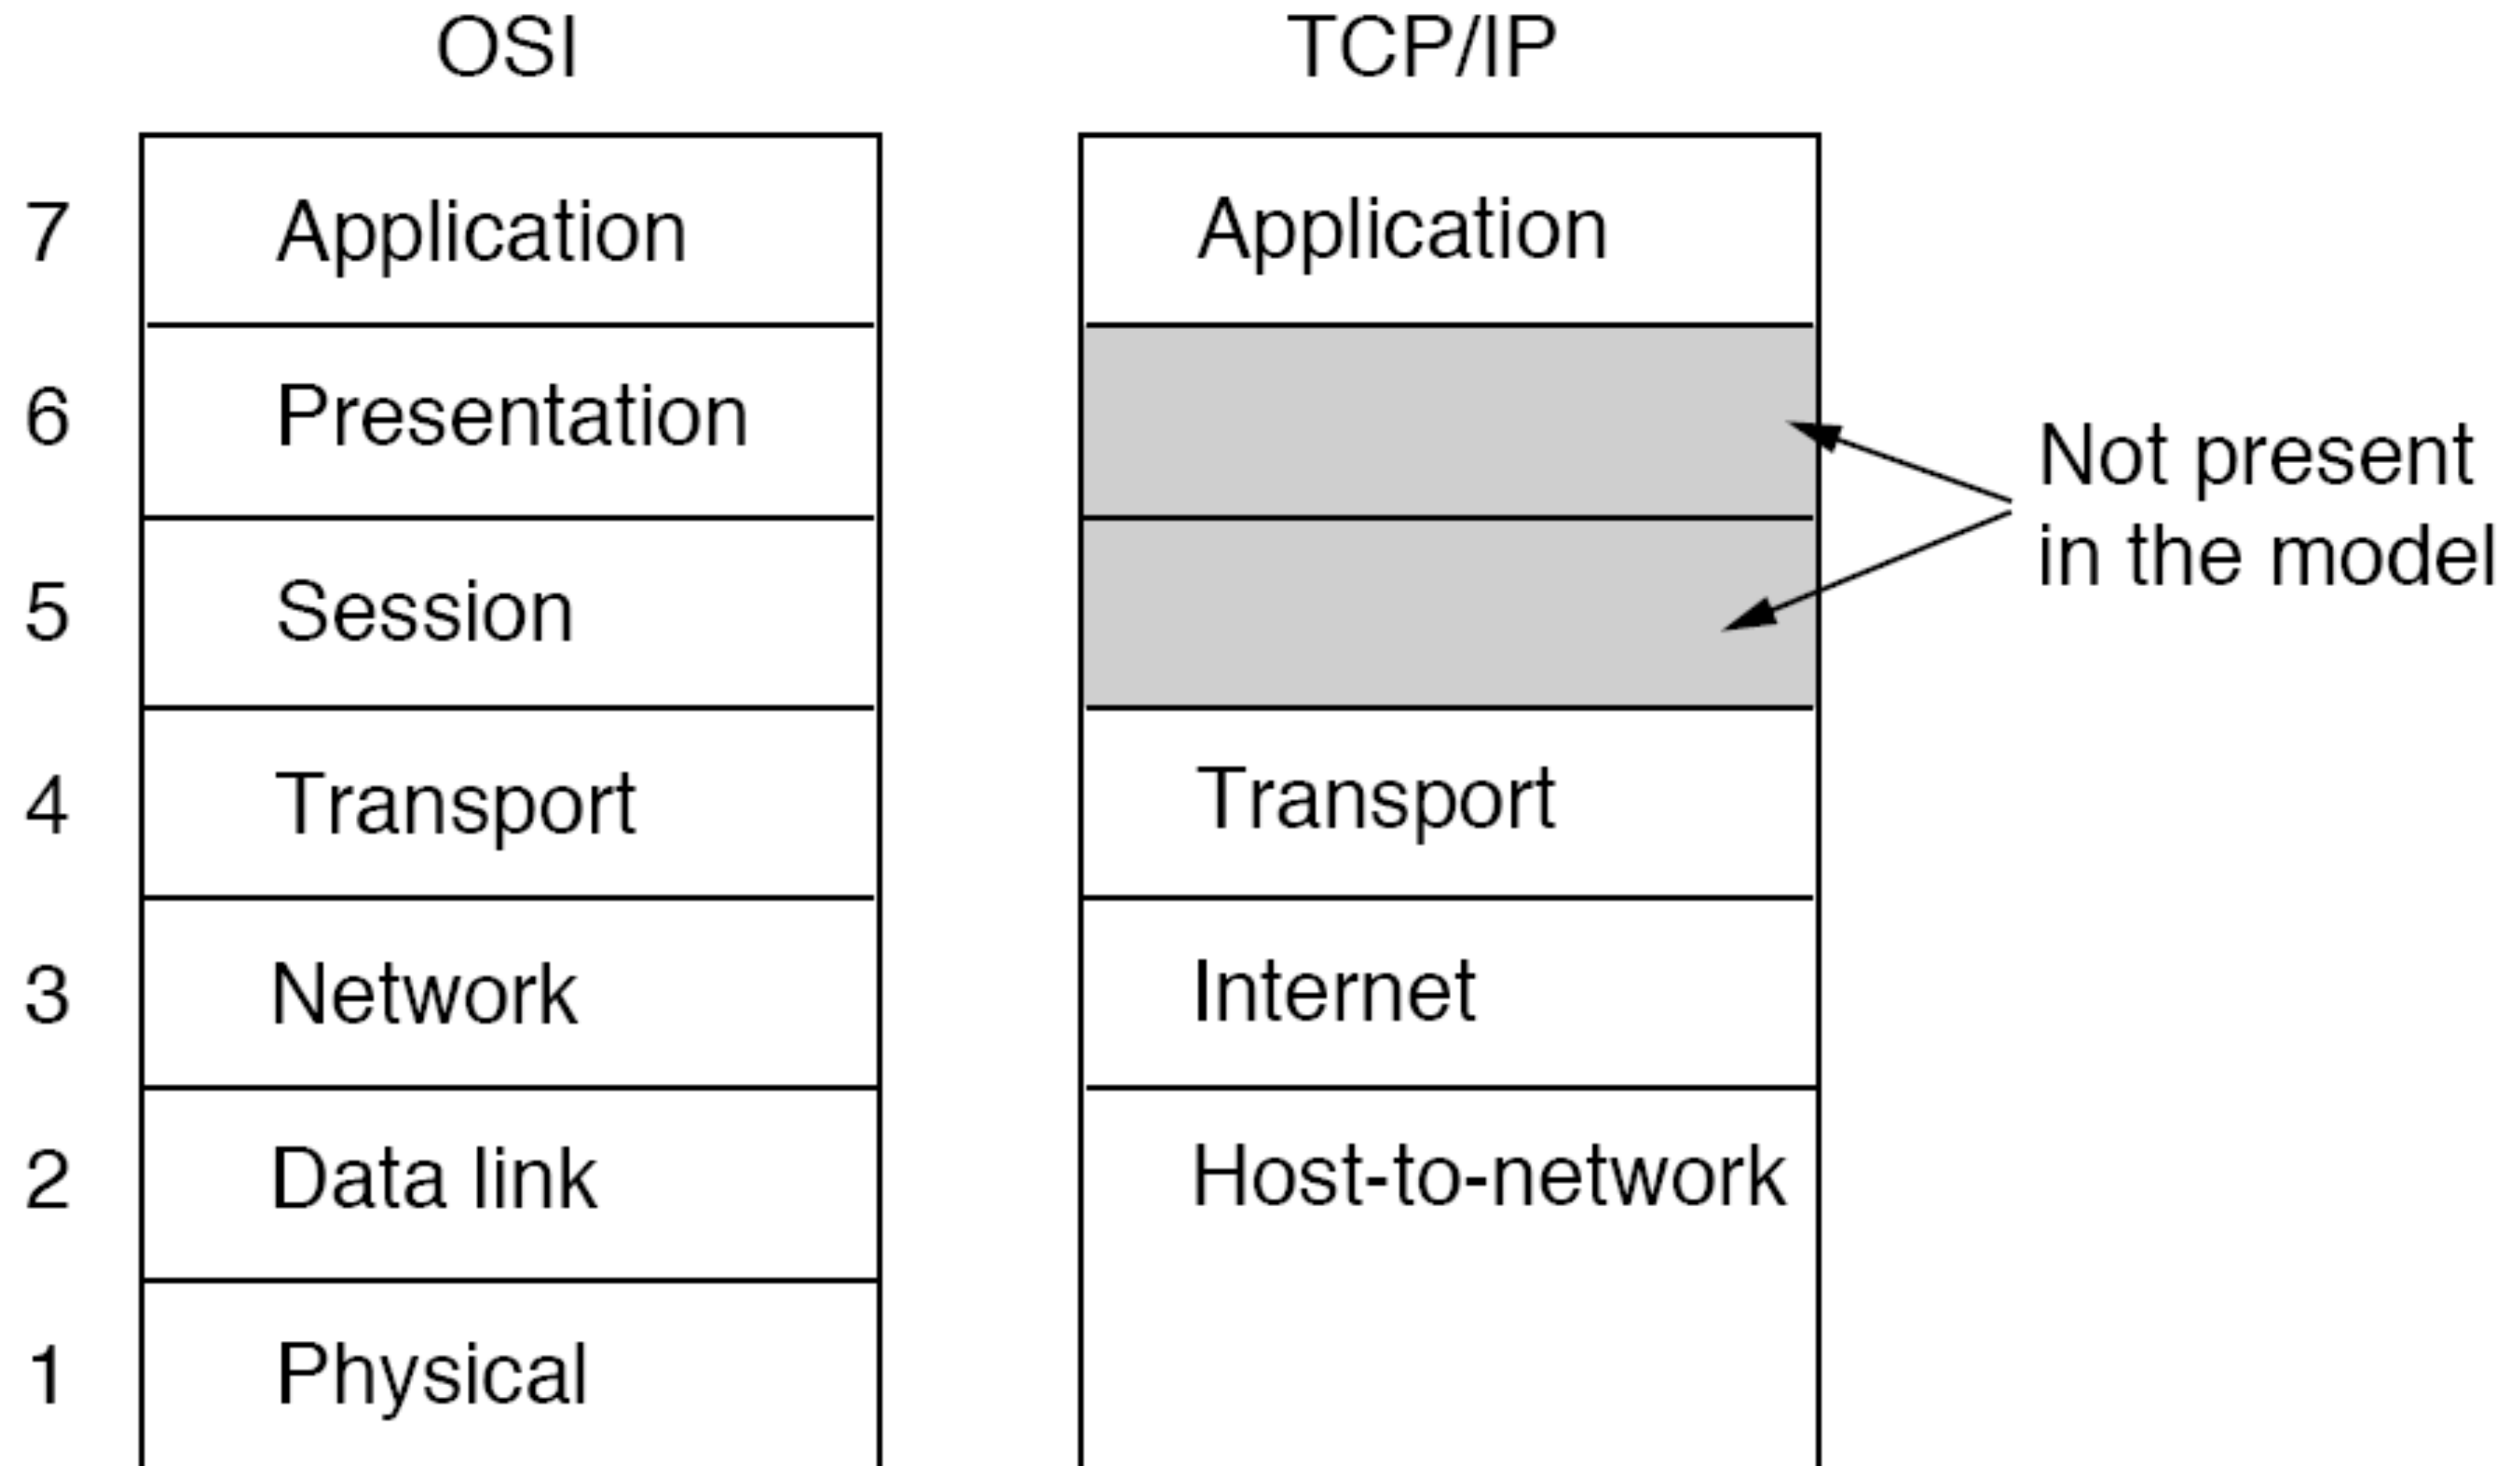 OSI
TCP/IP
7
Application
Application
6
Presentation
Not present
in the model
5
Session
4
Transport
Transport
3
Network
Internet
2
Data link
Host-to-network
1
Physical